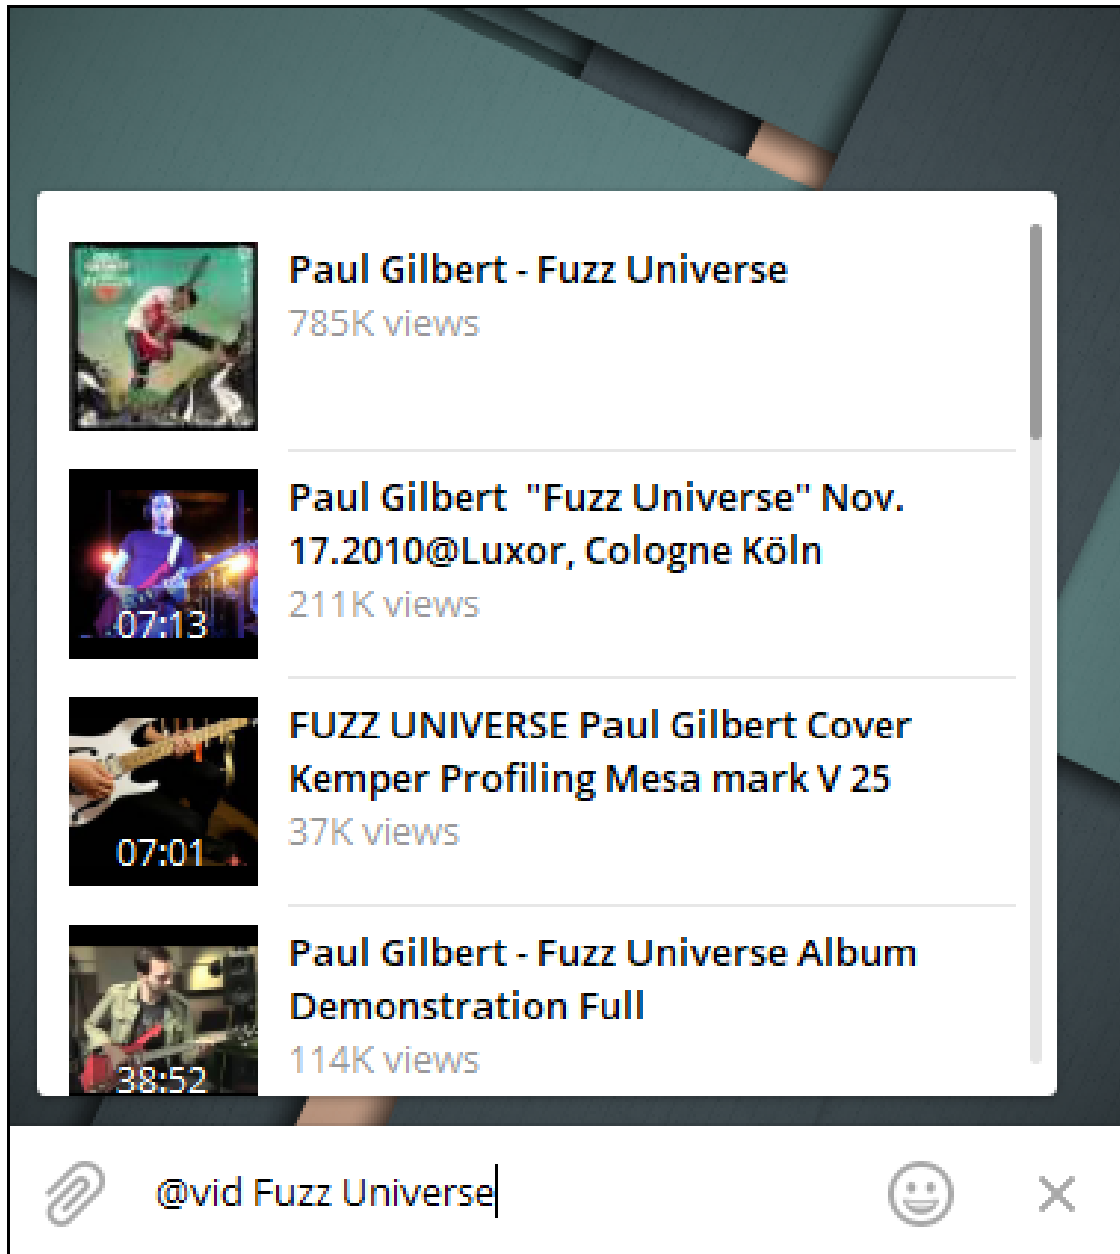 Paul Gilbert - Fuzz Universe
785K views
Paul Gilbert  "Fuzz Universe" Nov.
17.2010@Luxor, Cologne Köln
211K views
07:13
FUZZ UNIVERSE Paul Gilbert Cover
Kemper Profiling Mesa mark V 25
37K views
07:01
Paul Gilbert - Fuzz Universe Album
Demonstration Full
114K views
38:52
@vid Fuzz Universe